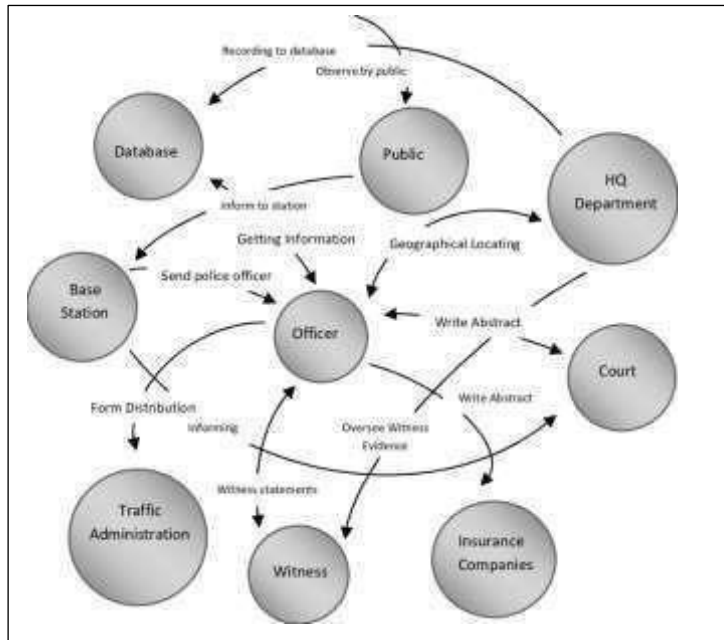 Recording to database
Observe by public
Database
Public
HQ
Department
Inform to station
Getting Information
Geographical Locating
Send police officer
Base
Station
Officer
Write Abstract
Court
Form Distribution
Informing
Oversee Witness
Evidence
Write Abstract
Witness statements
Traffic
Administration
Witness
Insurance
Companies